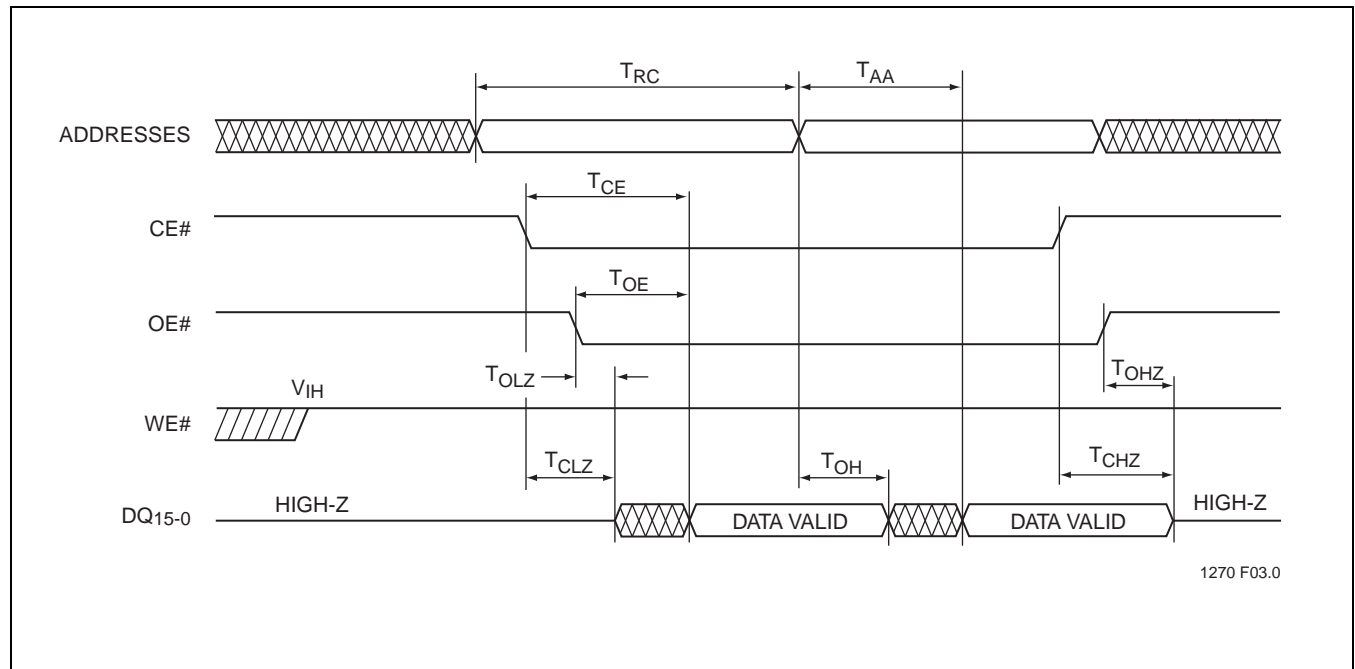 TRC TAA
ADDRESSES
TCE
CE#
TOE
OE#
TOLZ TOHZ
VIH
WE#
TCLZ TOH TCHZ
DQ15-0 HIGH-Z DATA VALID DATA VALID HIGH-Z
1270 F03.0